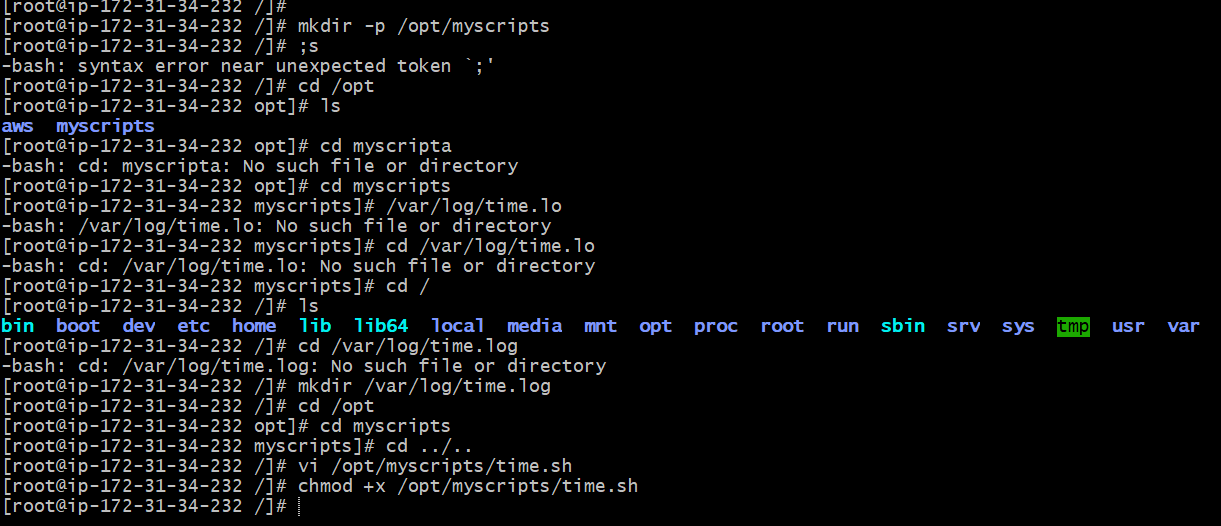 [root@ip-172-31-34-232 /]#
[root@ip-172-31-34-232 /]# mkdir -p /opt/myscripts
[root@ip-172-31-34-232 /]# ;s
-bash: syntax error near unexpected token `;'
[root@ip-172-31-34-232 /]# cd /opt
[root@ip-172-31-34-232 opt]# ls
aws  myscripts
[root@ip-172-31-34-232 opt]# cd myscripta
-bash: cd: myscripta: No such file or directory
[root@ip-172-31-34-232 opt]# cd myscripts
[root@ip-172-31-34-232 myscripts]# /var/log/time.lo
-bash: /var/log/time.lo: No such file or directory
[root@ip-172-31-34-232 myscripts]# cd /var/log/time.lo
-bash: cd: /var/log/time.lo: No such file or directory
[root@ip-172-31-34-232 myscripts]# cd /
[root@ip-172-31-34-232 /]# ls
bin  boot  dev  etc  home  lib  lib64  local  media  mnt  opt  proc  root  run  sbin  srv  sys  tmp  usr  var
[root@ip-172-31-34-232 /]# cd /var/log/time.log
-bash: cd: /var/log/time.log: No such file or directory
[root@ip-172-31-34-232 /]# mkdir /var/log/time.log
[root@ip-172-31-34-232 /]# cd /opt
[root@ip-172-31-34-232 opt]# cd myscripts
[root@ip-172-31-34-232 myscripts]# cd ../..
[root@ip-172-31-34-232 /]# vi /opt/myscripts/time.sh
[root@ip-172-31-34-232 /]# chmod +x /opt/myscripts/time.sh
[root@ip-172-31-34-232 /]#